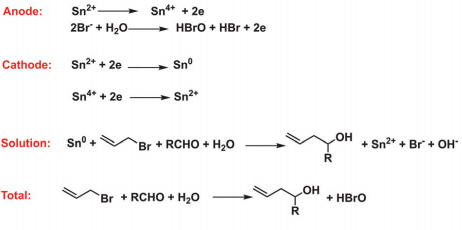 Anode: Sn2+ Sn4+ + 2e
2Br- + H2O HBrO + HBr + 2e
Cathode: Sn2+ + 2e Sn0
Sn4+ + 2e Sn2+
Solution: Sn0 + Br + RCHO + H2O OH R + Sn2+ + Br- + OH-
Total: Br + RCHO + H2O OH R + HBrO